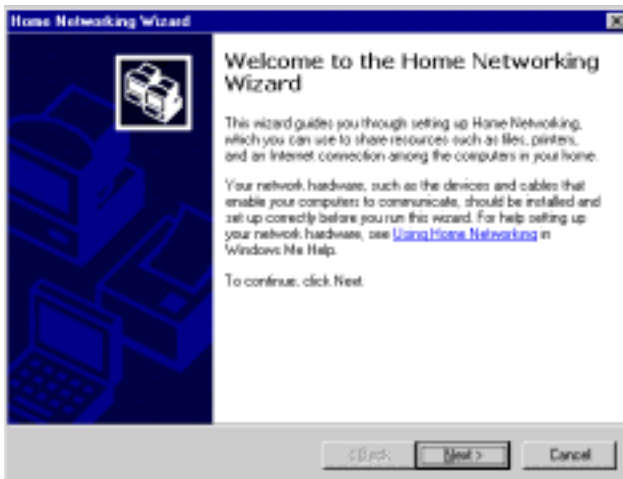 Home Networking Wizard
Welcome to the Home Networking
Wizard
This wizard guides you through setting up Home Networking,
which you can use to share resources such as files, printers,
and an Internet connection among the computers in your home.
Your network hardware, such as the devices and cables that
enable your computers to communicate, should be installed and
set up correctly before you run this wizard. For help setting up
your network hardware, see Using Home Networking in
Windows Me Help.
To continue, click Next.
< Back
Next >
Cancel